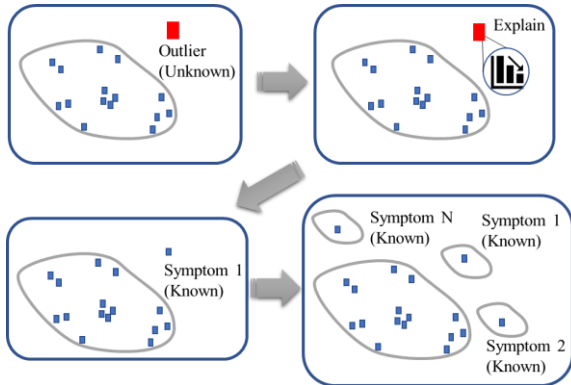 Outlier
(Unknown)
Explain
Symptom 1
(Known)
Symptom N
(Known)
Symptom 1
(Known)
Symptom 2
(Known)